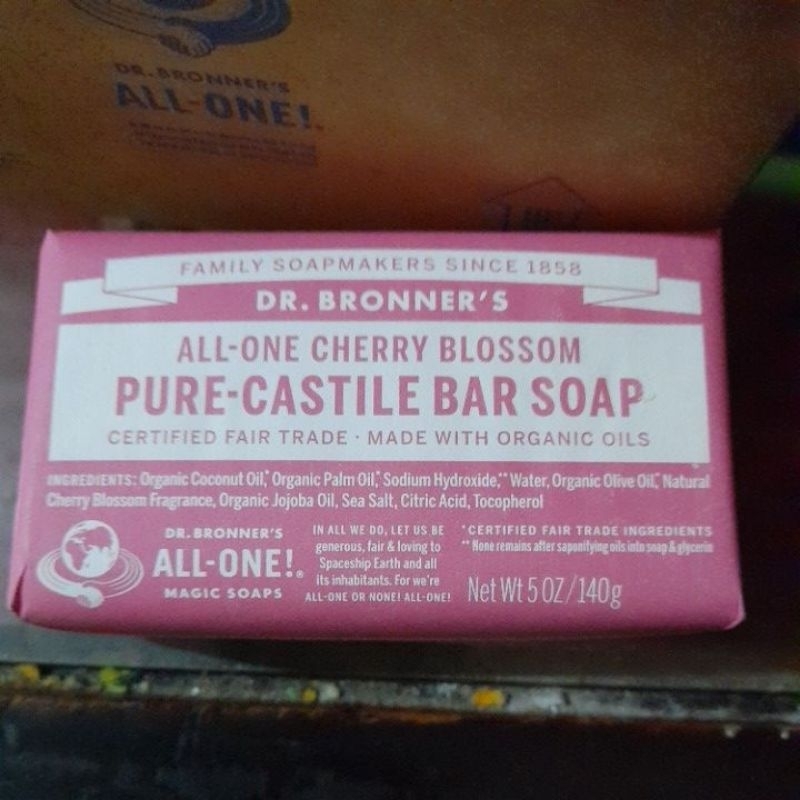 DR. BRONNER'S
ALL-ONE!
FAMILY SOAPMAKERS SINCE 1858
DR. BRONNER'S
ALL-ONE CHERRY BLOSSOM
PURE-CASTILE BAR SOAP
CERTIFIED FAIR TRADE · MADE WITH ORGANIC OILS
INGREDIENTS: Organic Coconut Oil,* Organic Palm Oil,* Sodium Hydroxide,** Water, Organic Olive Oil,* Natural
Cherry Blossom Fragrance, Organic Jojoba Oil, Sea Salt, Citric Acid, Tocopherol
DR. BRONNER'S
ALL-ONE!®
MAGIC SOAPS
IN ALL WE DO, LET US BE
generous, fair & loving to
Spaceship Earth and all
its inhabitants. For we're
ALL-ONE OR NONE! ALL-ONE!
*CERTIFIED FAIR TRADE INGREDIENTS
** None remains after saponifying oils into soap & glycerin
Net Wt 5 OZ/140g